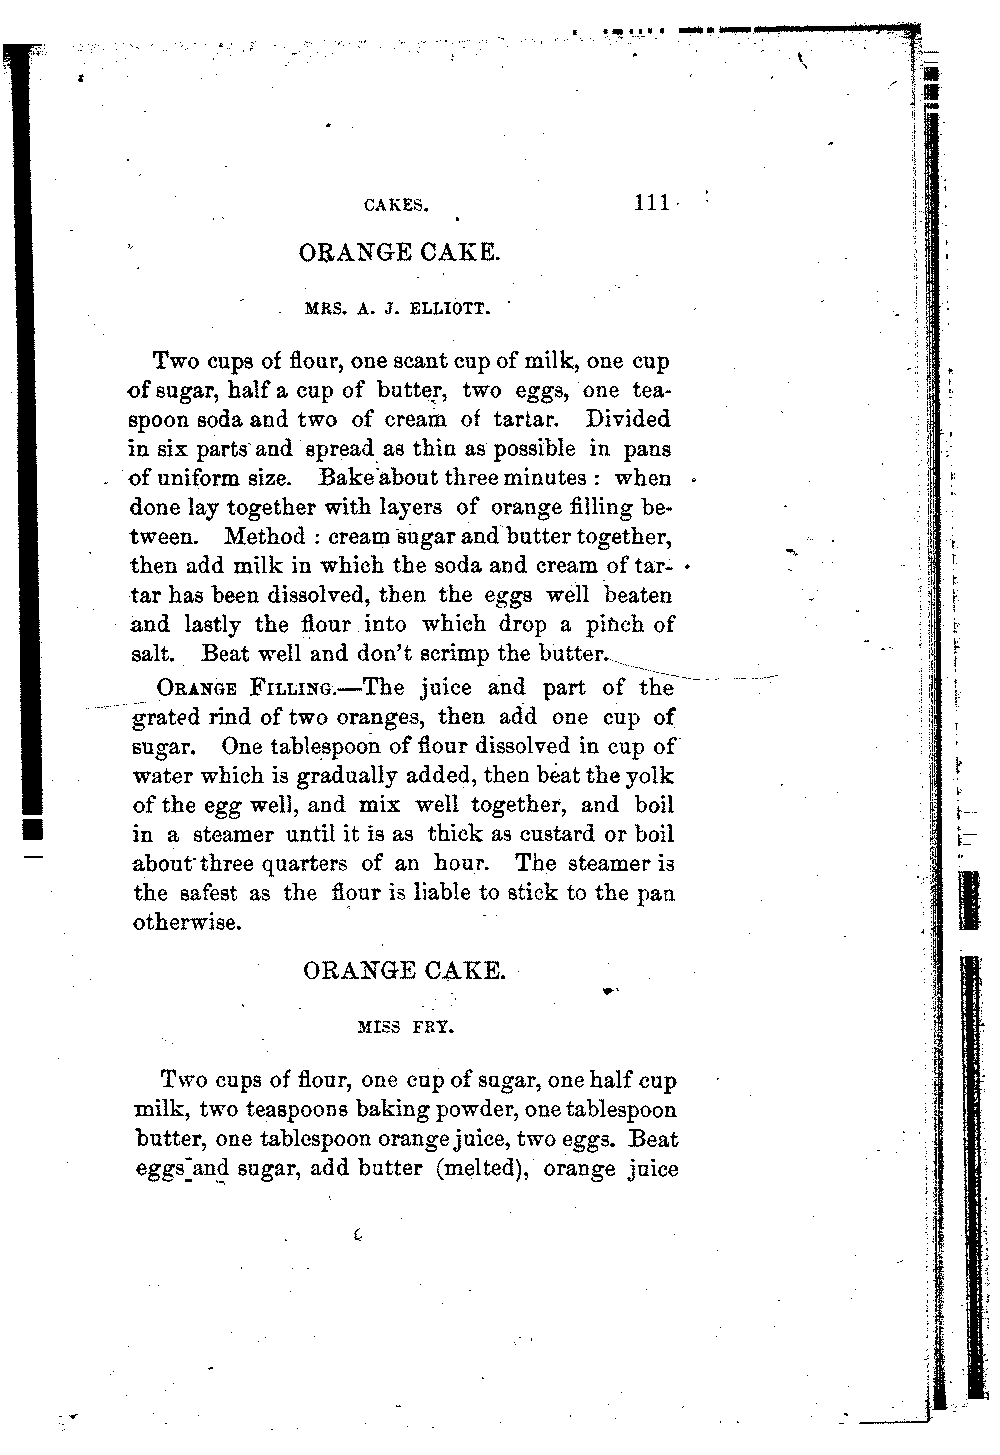 CAKES. 111
ORANGE CAKE.
MRS. A. J. ELLIOTT.
Two cups of flour, one scant cup of milk, one cup
of sugar, half a cup of butter, two eggs, one tea-
spoon soda and two of cream of tartar. Divided
in six parts and spread as thin as possible in pans
of uniform size. Bake about three minutes : when
done lay together with layers of orange filling be-
tween. Method : cream sugar and butter together,
then add milk in which the soda and cream of tar-
tar has been dissolved, then the eggs well beaten
and lastly the flour into which drop a pinch of
salt. Beat well and don't scrimp the butter.
ORANGE FILLING.—The juice and part of the
grated rind of two oranges, then add one cup of
sugar. One tablespoon of flour dissolved in cup of
water which is gradually added, then beat the yolk
of the egg well, and mix well together, and boil
in a steamer until it is as thick as custard or boil
about three quarters of an hour. The steamer is
the safest as the flour is liable to stick to the pan
otherwise.
ORANGE CAKE.
MISS FRY.
Two cups of flour, one cup of sugar, one half cup
milk, two teaspoons baking powder, one tablespoon
butter, one tablespoon orange juice, two eggs. Beat
eggs and sugar, add butter (melted), orange juice